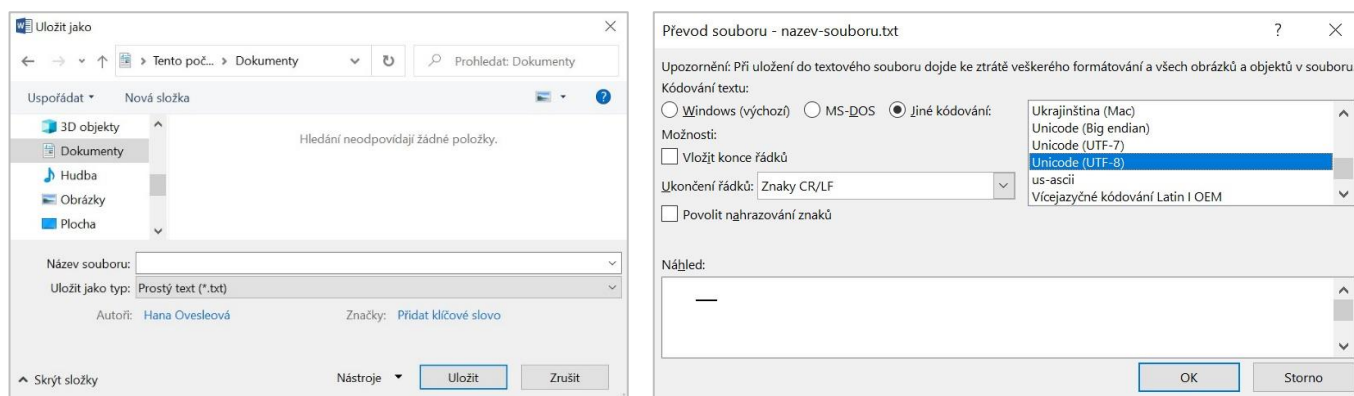 Uložit jako
Tento poč... > Dokumenty
Prohledat: Dokumenty
Uspořádat
Nová složka
3D objekty
Dokumenty
Hudba
Obrázky
Plocha
Hledání neodpovídají žádné položky.
Název souboru:
Uložit jako typ: Prostý text (*.txt)
Autoři: Hana Ovesleová
Značky: Přidat klíčové slovo
Skrýt složky
Nástroje
Uložit
Zrušit
Převod souboru - nazev-souboru.txt
Upozornění: Při uložení do textového souboru dojde ke ztrátě veškerého formátování a všech obrázků a objektů v souboru.
Kódování textu:
Windows (výchozí) MS-DOS Jiné kódování:
Ukrajinština (Mac)
Unicode (Big endian)
Unicode (UTF-7)
Unicode (UTF-8)
us-ascii
Vícejazyčné kódování Latin I OEM
Možnosti:
Vložit konce řádků
Ukončení řádků: Znaky CR/LF
Povolit nahrazování znaků
Náhled:
OK
Storno